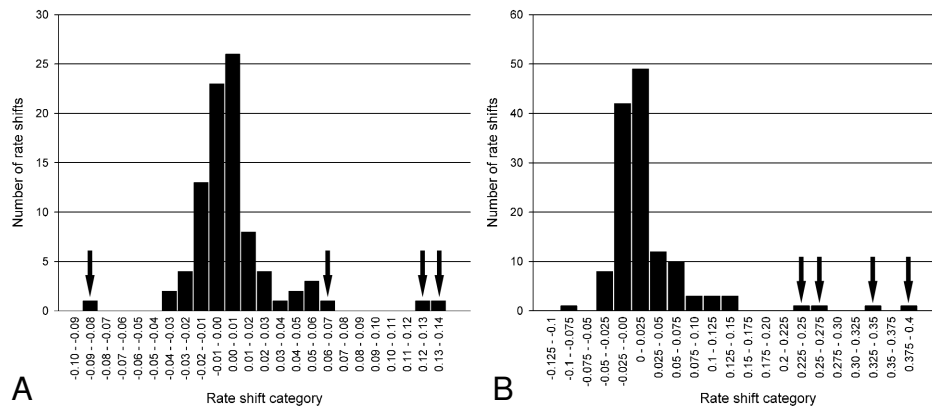 30
25
20
15
10
5
0
Number of rate shifts
-0.10 - -0.09
-0.09 - -0.08
-0.08 - -0.07
-0.07 - -0.06
-0.06 - -0.05
-0.05 - -0.04
-0.04 - -0.03
-0.03 - -0.02
-0.02 - -0.01
-0.01 - 0.00
0.00 - 0.01
0.01 - 0.02
0.02 - 0.03
0.03 - 0.04
0.04 - 0.05
0.05 - 0.06
0.06 - 0.07
0.07 - 0.08
0.08 - 0.09
0.09 - 0.10
0.10 - 0.11
0.11 - 0.12
0.12 - 0.13
0.13 - 0.14
Rate shift category
A
60
50
40
30
20
10
0
Number of rate shifts
-0.125 - -0.1
-0.1 - -0.075
-0.075 - -0.05
-0.05 - -0.025
-0.025 - -0.00
0 - 0.025
0.025 - 0.05
0.05 - 0.075
0.075 - 0.10
0.1 - 0.125
0.125 - 0.15
0.15 - 0.175
0.175 - 0.20
0.2 - 0.225
0.225 - 0.25
0.25 - 0.275
0.275 - 0.30
0.30 - 0.325
0.325 - 0.35
0.35 - 0.375
0.375 - 0.4
Rate shift category
B